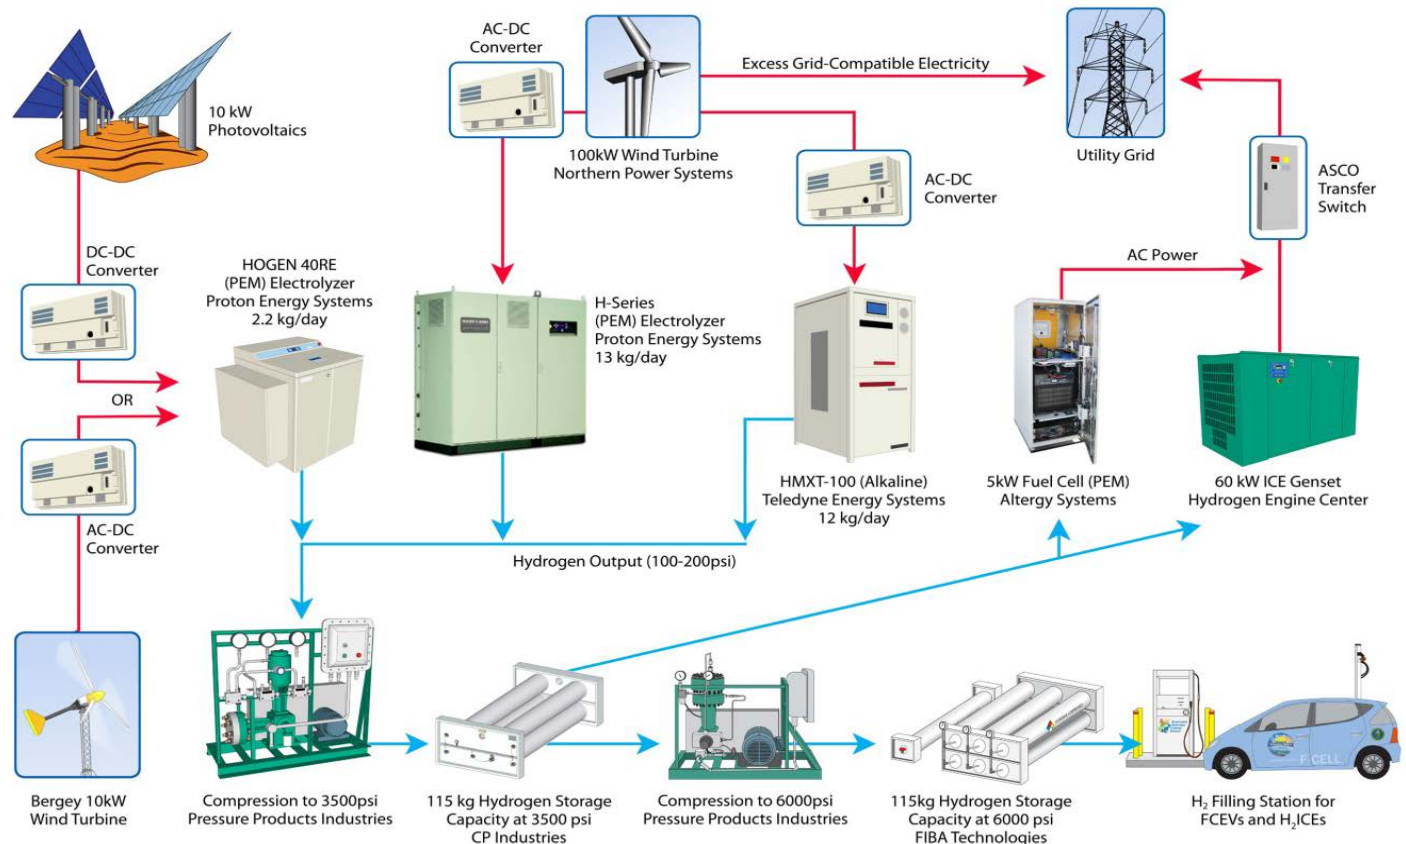 AC-DC
Converter
Excess Grid-Compatible Electricity
10 kW
Photovoltaics
100kW Wind Turbine
Northern Power Systems
Utility Grid
AC-DC
Converter
ASCO
Transfer
Switch
DC-DC
Converter
HOGEN 40RE
(PEM) Electrolyzer
Proton Energy Systems
2.2 kg/day
H-Series
(PEM) Electrolyzer
Proton Energy Systems
13 kg/day
AC Power
OR
AC-DC
Converter
HMXT-100 (Alkaline)
Teledyne Energy Systems
12 kg/day
5kW Fuel Cell (PEM)
Altergy Systems
60 kW ICE Genset
Hydrogen Engine Center
Hydrogen Output (100-200psi)
F-CELL
Bergey 10kW
Wind Turbine
Compression to 3500psi
Pressure Products Industries
115 kg Hydrogen Storage
Capacity at 3500 psi
CP Industries
Compression to 6000psi
Pressure Products Industries
115kg Hydrogen Storage
Capacity at 6000 psi
FIBA Technologies
H₂ Filling Station for
FCEVs and H₂ICEs